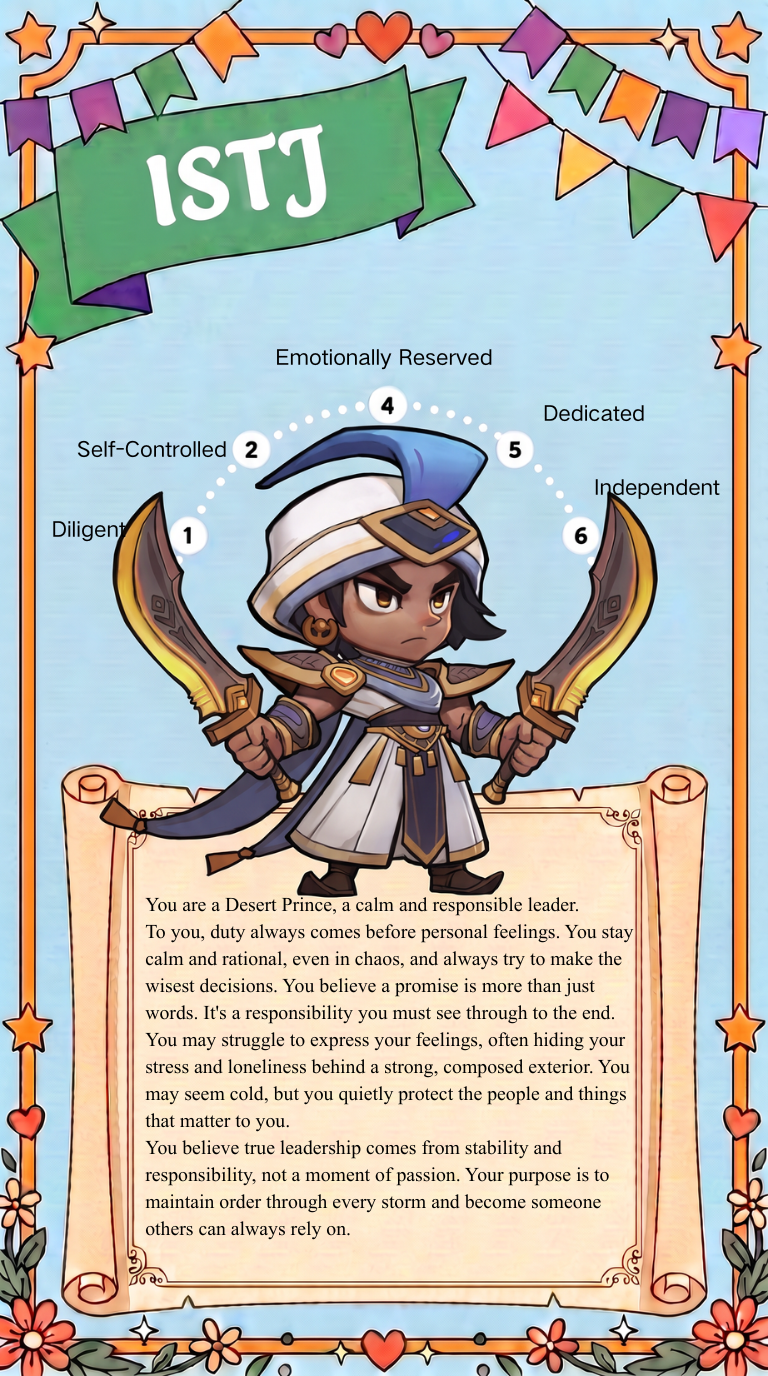 ISTJ
Emotionally Reserved
4
Dedicated
Self-Controlled
2
5
Independent
Diligent
1
6
You are a Desert Prince, a calm and responsible leader.
To you, duty always comes before personal feelings. You stay
calm and rational, even in chaos, and always try to make the
wisest decisions. You believe a promise is more than just
words. It's a responsibility you must see through to the end.
You may struggle to express your feelings, often hiding your
stress and loneliness behind a strong, composed exterior. You
may seem cold, but you quietly protect the people and things
that matter to you.
You believe true leadership comes from stability and
responsibility, not a moment of passion. Your purpose is to
maintain order through every storm and become someone
others can always rely on.